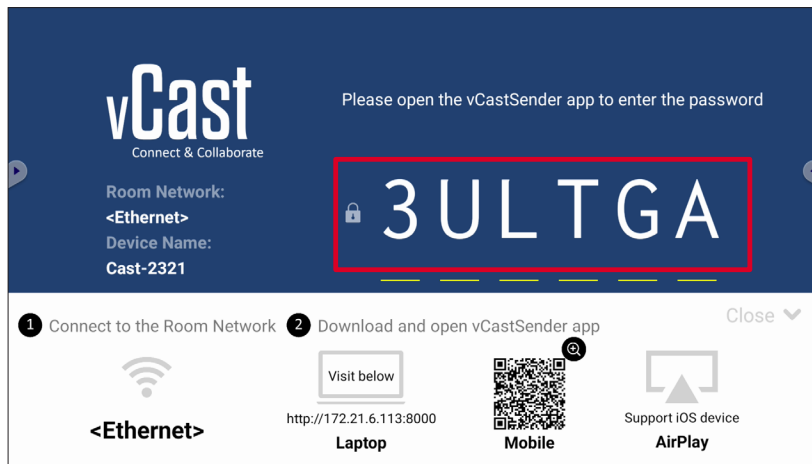 vCast
Connect & Collaborate
Please open the vCastSender app to enter the password
Room Network:
<Ethernet>
Device Name:
Cast-2321
3ULTGA
1 Connect to the Room Network
2 Download and open vCastSender app
Close
<Ethernet>
Visit below
http://172.21.6.113:8000
Laptop
Mobile
Support iOS device
AirPlay